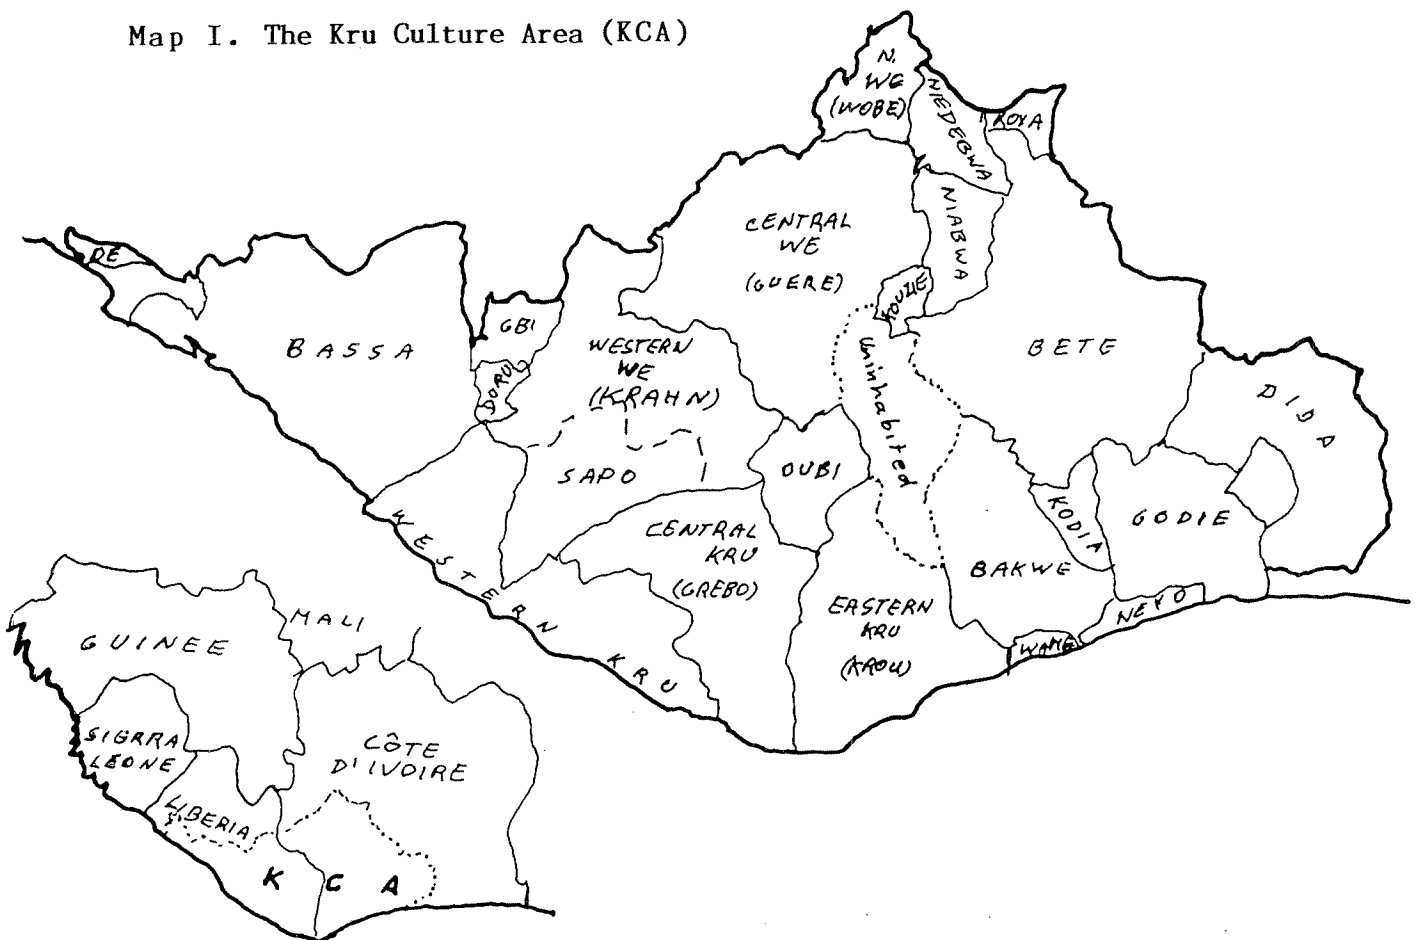 Map I. The Kru Culture Area (KCA)
N.
WE
(WOBE)
NIEDEBWA
KOYA
CENTRAL
WE
(GUERE)
NIABWA
KOUZIE
DE
BASSA
GBI
DORU
WESTERN
WE
(KRAHN)
Uninhabited
BETE
DIDA
SAPO
OUBI
KODIA
GODIE
WESTERN KRU
CENTRAL
KRU
(GREBO)
BAKWE
EASTERN
KRU
(KROU)
WANE
NEYO
GUINEE
MALI
SIERRA
LEONE
CÔTE
D'IVOIRE
LIBERIA
K C A